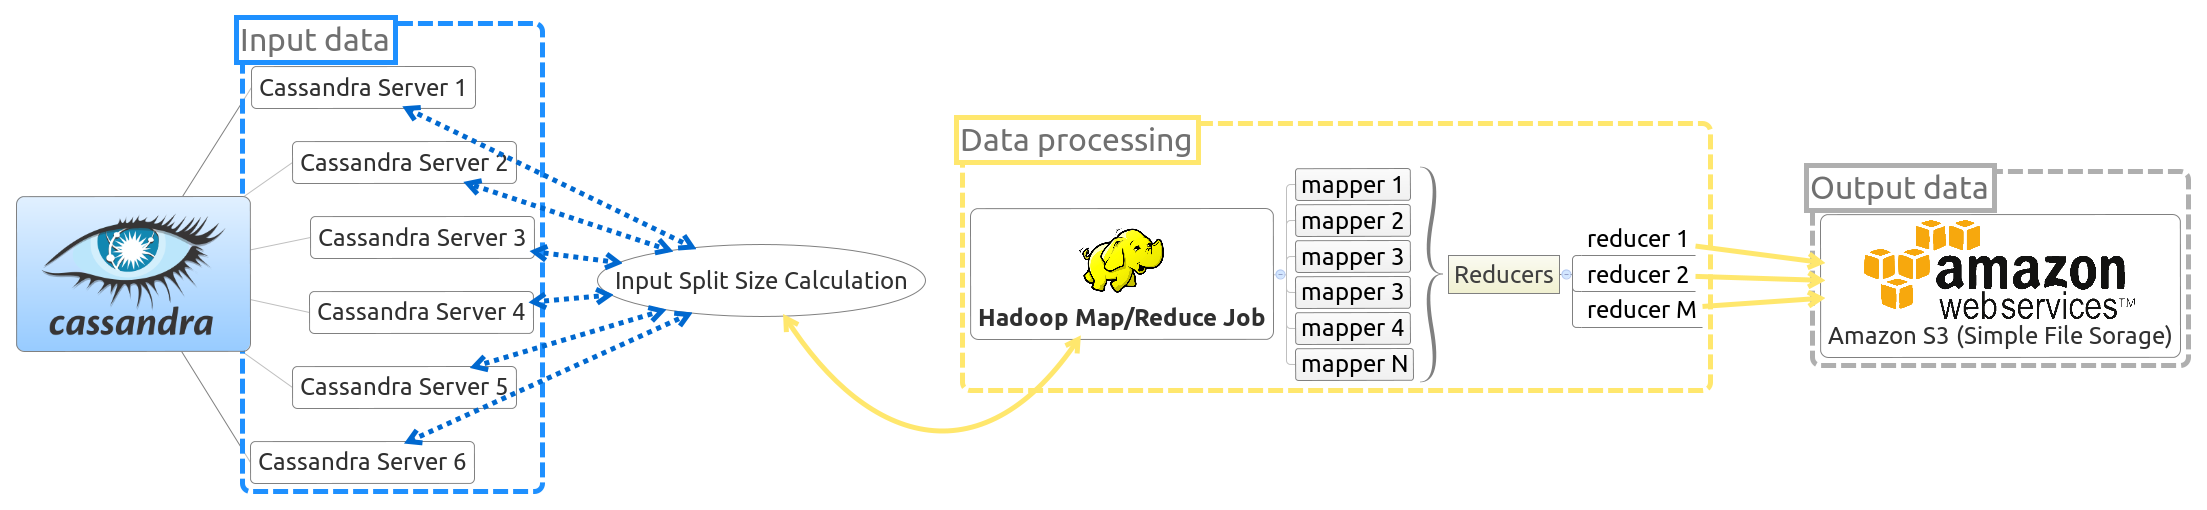 Input data
Cassandra Server 1
Cassandra Server 2
Cassandra Server 3
Cassandra Server 4
Cassandra Server 5
Cassandra Server 6
cassandra
Input Split Size Calculation
Data processing
Hadoop Map/Reduce Job
mapper 1
mapper 2
mapper 3
mapper 3
mapper 4
mapper N
Reducers
reducer 1
reducer 2
reducer M
Output data
amazon
webservices™
Amazon S3 (Simple File Sorage)